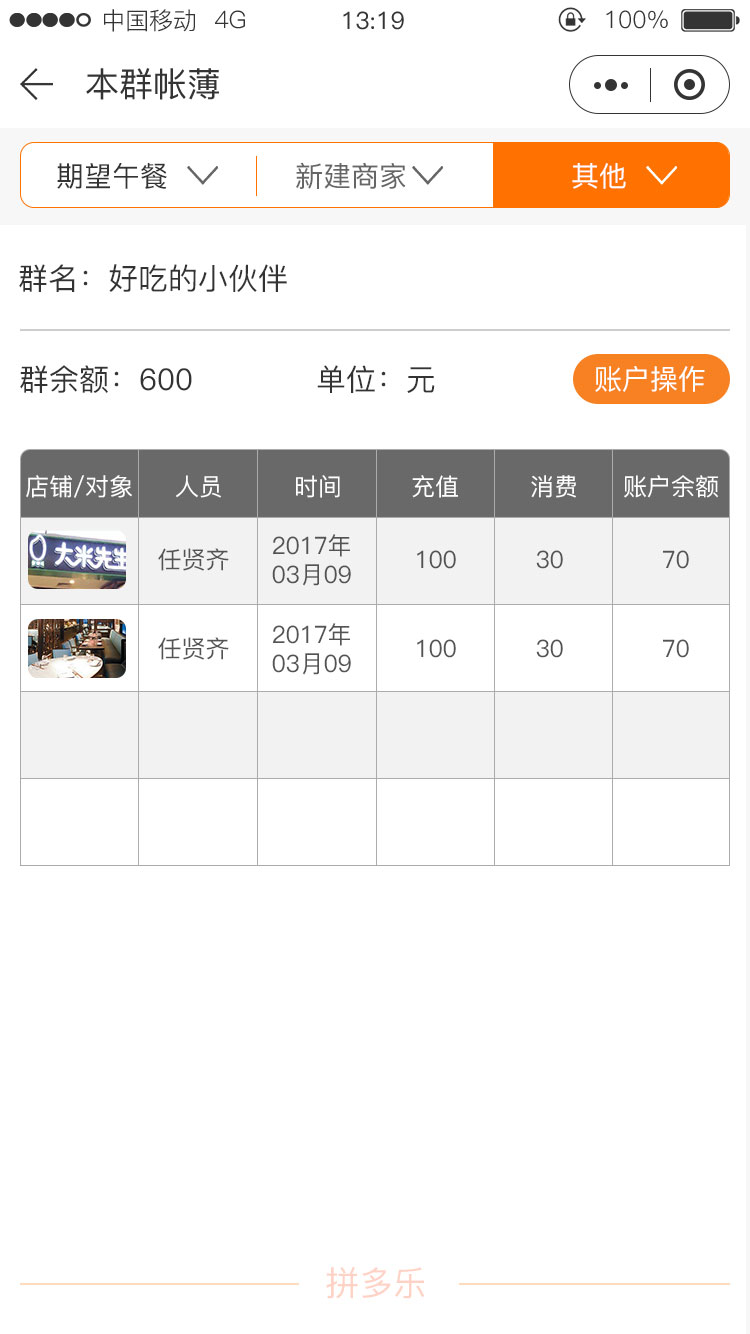 中国移动 4G 13:19 100%
本群帐薄
期望午餐 新建商家 其他
群名：好吃的小伙伴
群余额：600 单位：元 账户操作
店铺/对象 人员 时间 充值 消费 账户余额
大米先生 任贤齐 2017年 03月09 100 30 70
任贤齐 2017年 03月09 100 30 70
拼多乐